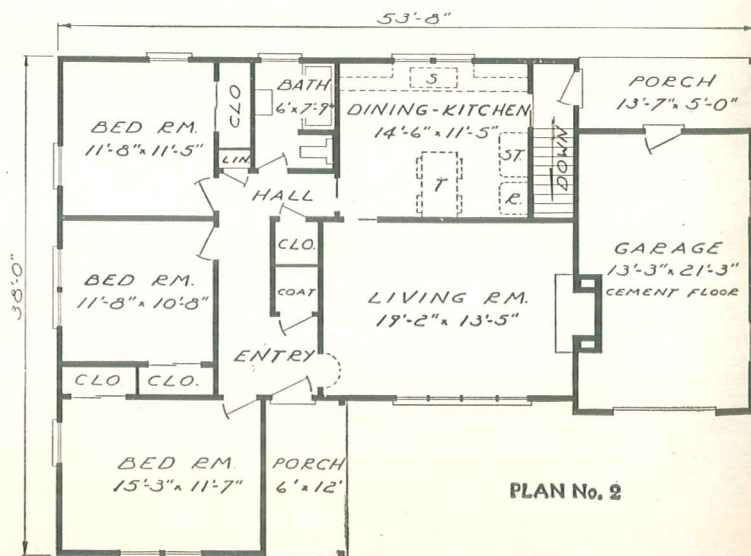 53'-8"
38'-0"
BED RM.
11'-8" x 11'-5"
CLO
LIN.
BATH
6' x 7'-9"
S
DINING-KITCHEN
14'-6" x 11'-5"
ST.
T
R.
DOWN
PORCH
13'-7" x 5'-0"
HALL
CLO.
COAT
BED RM.
11'-8" x 10'-8"
LIVING RM.
19'-2" x 13'-5"
GARAGE
13'-3" x 21'-3"
CEMENT FLOOR
ENTRY
CLO
CLO.
BED RM.
15'-3" x 11'-7"
PORCH
6' x 12'
PLAN No. 2